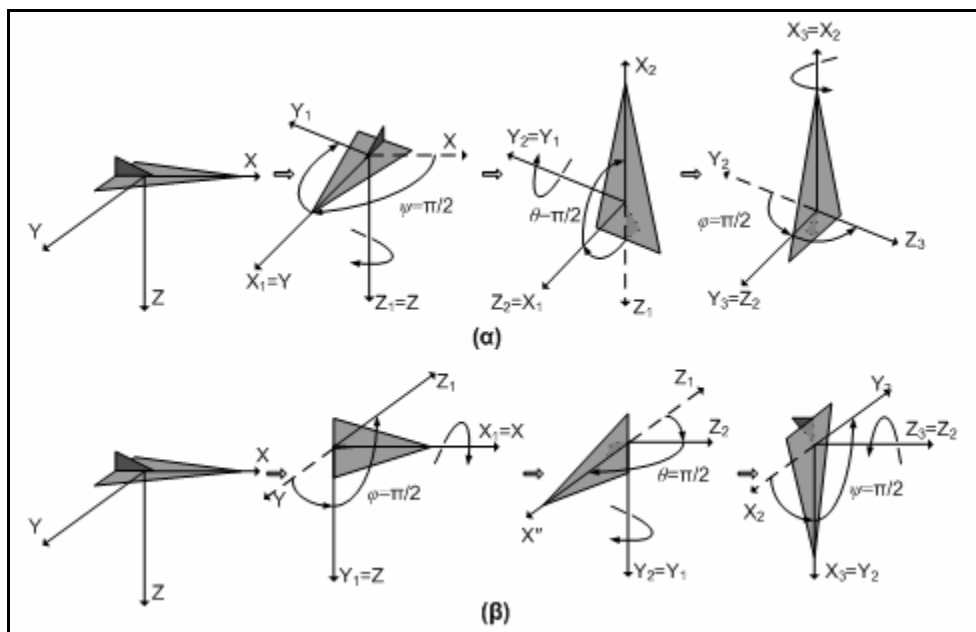 X
Y
Z
Y₁
X
ψ=π/2
X₁=Y
Z₁=Z
X₂
Y₂=Y₁
θ=π/2
Z₂=X₁
Z₁
X₃=X₂
Y₂
φ=π/2
Z₃
Y₃=Z₂
(α)
X
Y
Z
Z₁
X₁=X
Y
φ=π/2
Y₁=Z
Z₁
Z₂
θ=π/2
X"
Y₂=Y₁
Y₃
Z₃=Z₂
X₂
ψ=π/2
X₃=Y₂
(β)